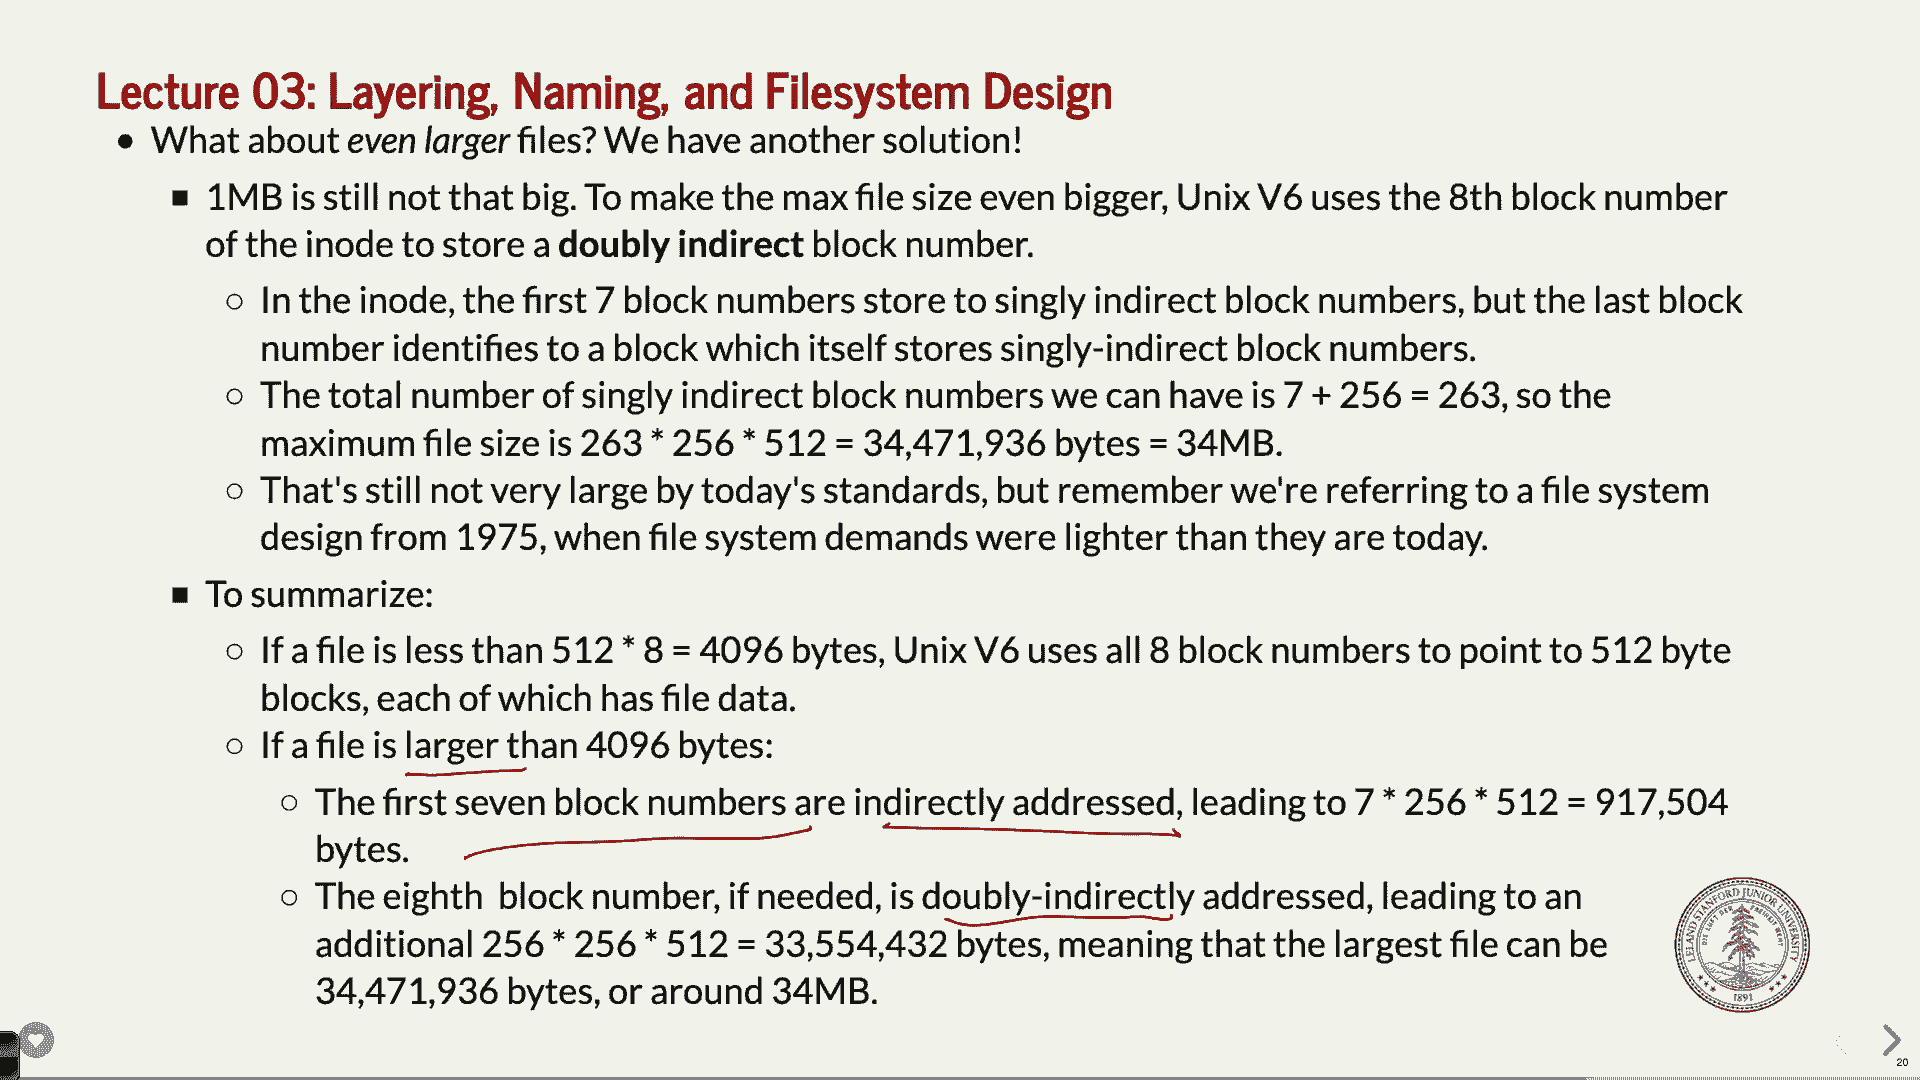 Lecture 03: Layering, Naming, and Filesystem Design
• What about even larger files? We have another solution!
▪ 1MB is still not that big. To make the max file size even bigger, Unix V6 uses the 8th block number
of the inode to store a doubly indirect block number.
○ In the inode, the first 7 block numbers store to singly indirect block numbers, but the last block
number identifies to a block which itself stores singly-indirect block numbers.
○ The total number of singly indirect block numbers we can have is 7 + 256 = 263, so the
maximum file size is 263 * 256 * 512 = 34,471,936 bytes = 34MB.
○ That's still not very large by today's standards, but remember we're referring to a file system
design from 1975, when file system demands were lighter than they are today.
▪ To summarize:
○ If a file is less than 512 * 8 = 4096 bytes, Unix V6 uses all 8 block numbers to point to 512 byte
blocks, each of which has file data.
○ If a file is larger than 4096 bytes:
○ The first seven block numbers are indirectly addressed, leading to 7 * 256 * 512 = 917,504
bytes.
○ The eighth block number, if needed, is doubly-indirectly addressed, leading to an
additional 256 * 256 * 512 = 33,554,432 bytes, meaning that the largest file can be
34,471,936 bytes, or around 34MB.
LELAND STANFORD JUNIOR UNIVERSITY
1891
20